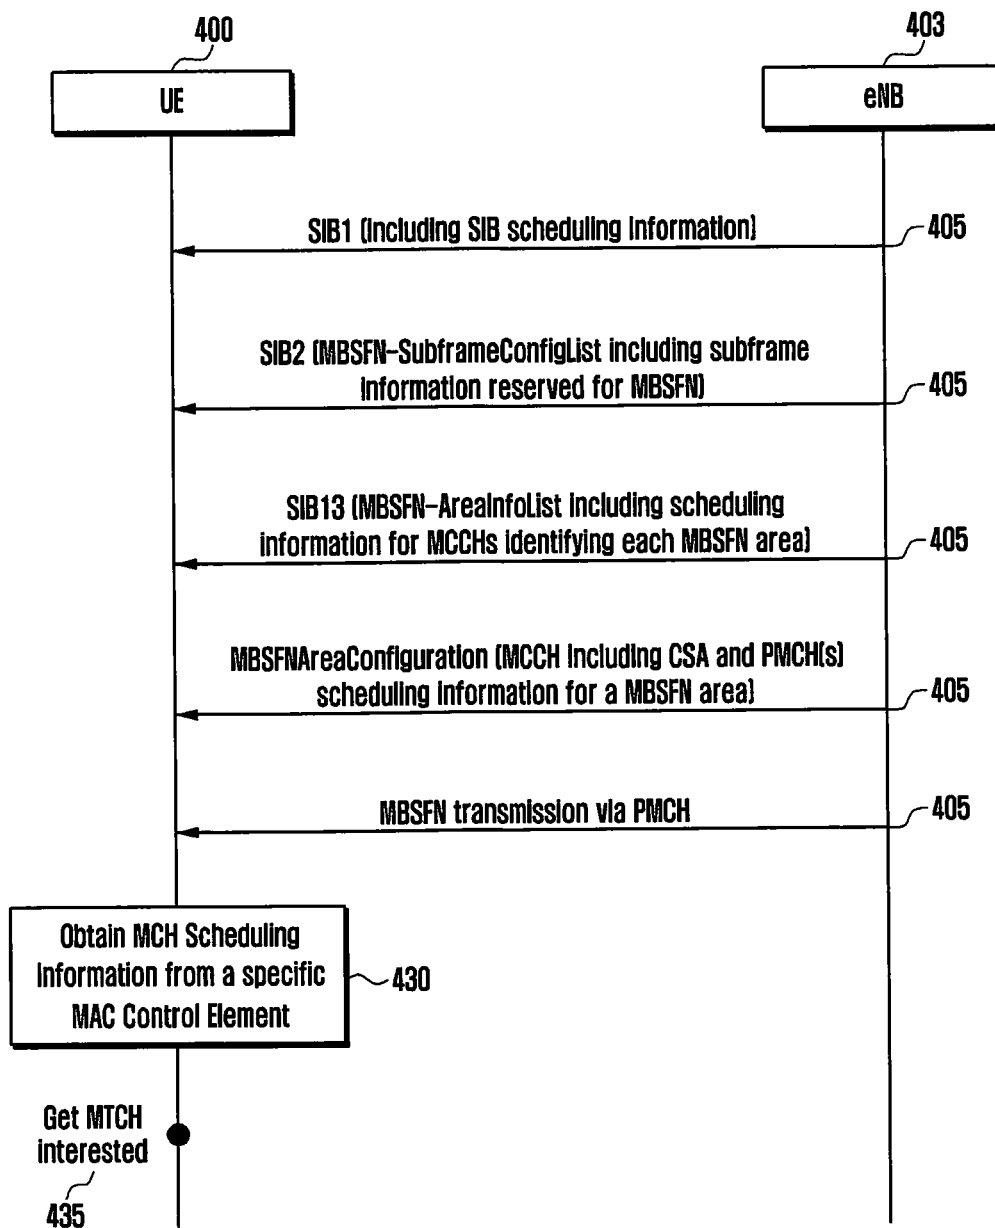 400
403
UE
eNB
SIB1 (Including SIB scheduling Information)
405
SIB2 (MBSFN-SubframeConfigList including subframe
Information reserved for MBSFN)
405
SIB13 (MBSFN-AreaInfoList including scheduling
information for MCCHs identifying each MBSFN area)
405
MBSFNAreaConfiguration (MCCH Including CSA and PMCH(s)
scheduling Information for a MBSFN area)
405
MBSFN transmission via PMCH
405
Obtain MCH Scheduling
Information from a specific
MAC Control Element
430
Get MTCH
interested
435